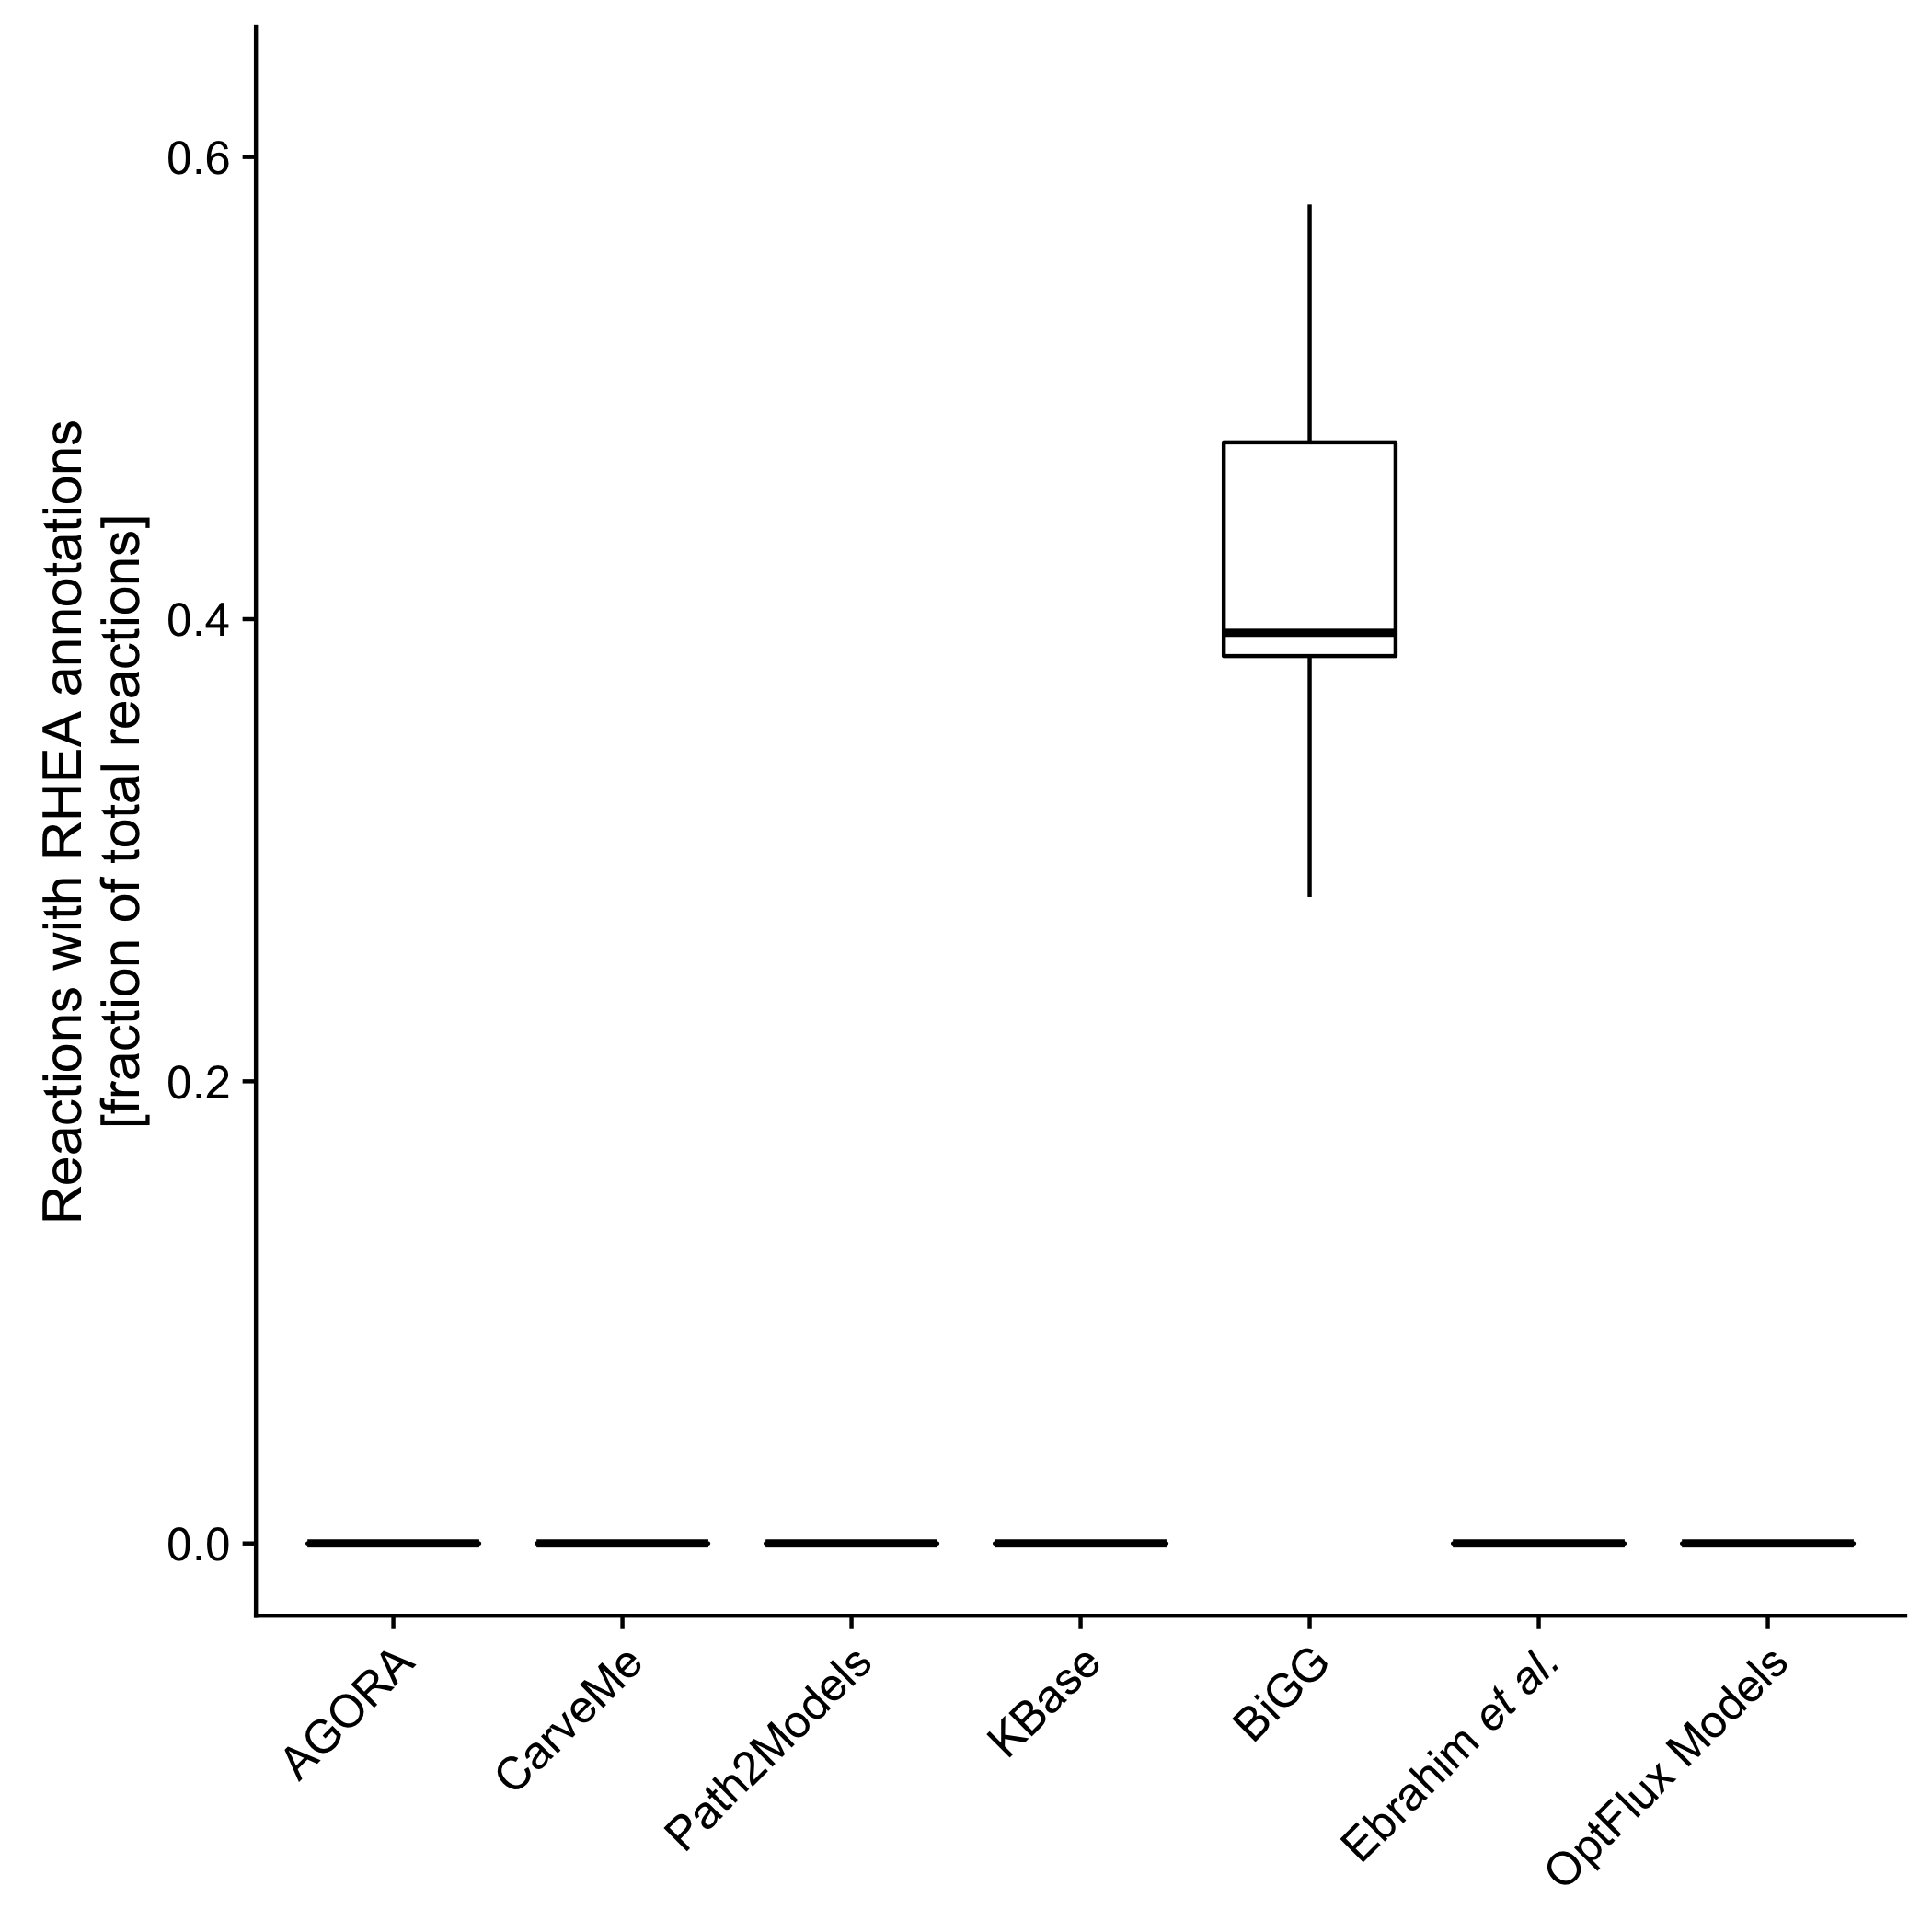 Reactions with RHEA annotations
[fraction of total reactions]
0.6
0.4
0.2
0.0
AGORA
CarveMe
Path2Models
KBase
BiGG
Ebrahim et al.
OptFlux Models